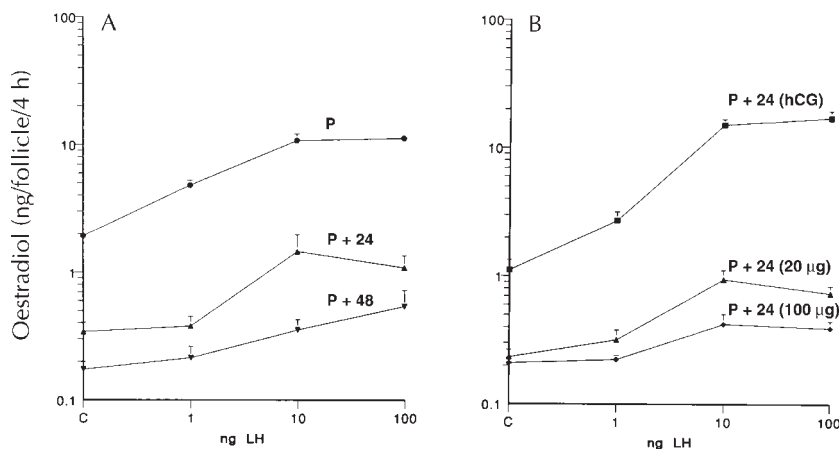 A
Oestradiol (ng/follicle/4 h)
100
10
1
0.1
P
P + 24
P + 48
C
1
10
100
ng LH
B
100
10
1
0.1
P + 24 (hCG)
P + 24 (20 µg)
P + 24 (100 µg)
C
1
10
100
ng LH